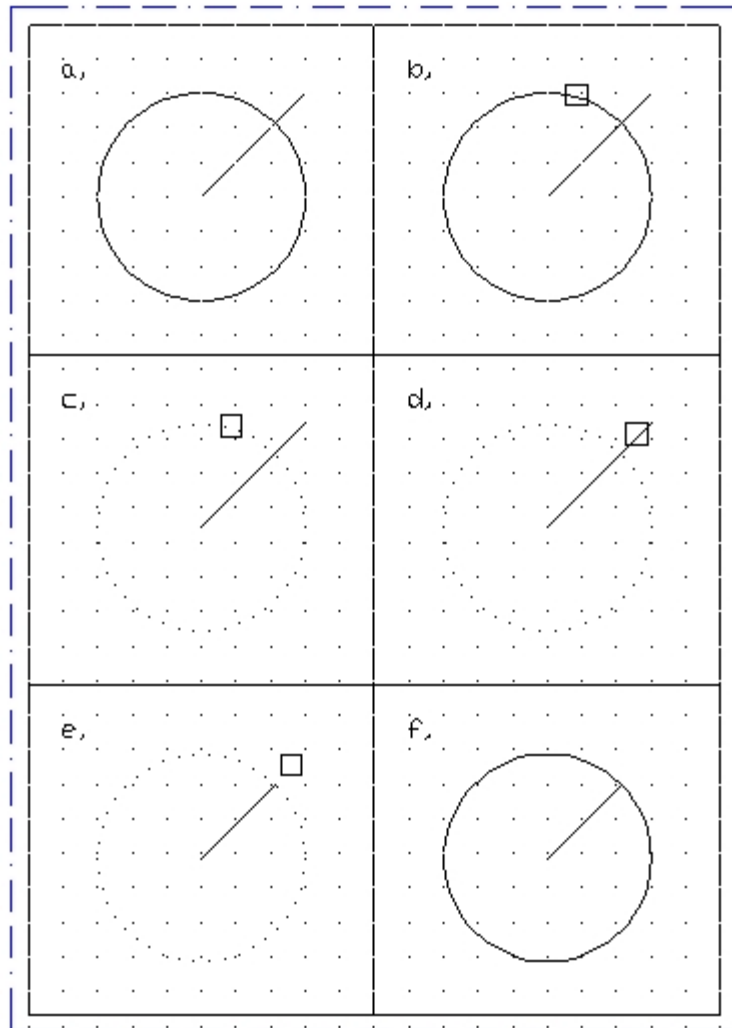 a,
b,
c,
d,
e,
f,